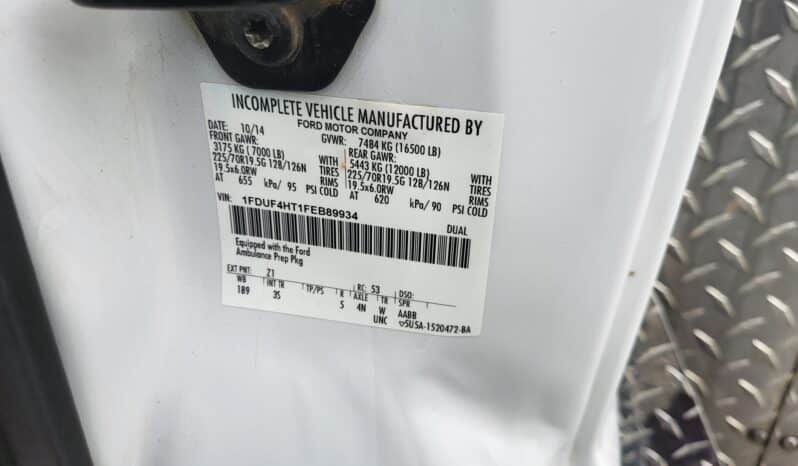 INCOMPLETE VEHICLE MANUFACTURED BY
FORD MOTOR COMPANY
DATE: 10/14 GVWR: 7484 KG (16500 LB)
FRONT GAWR: REAR GAWR:
3175 KG ( 7000 LB) WITH 5443 KG (12000 LB) WITH
225/70R19.5G 128/126N TIRES 225/70R19.5G 128/126N TIRES
19.5x6.0RW RIMS 19.5x6.0RW RIMS
AT 655 kPa/ 95 PSI COLD AT 620 kPa/ 90 PSI COLD
VIN: 1FDUF4HT1FEB89934
DUAL
Equipped with the Ford
Ambulance Prep Pkg
EXT PNT: Z1 RC: 53 DSO:
WB INT TR TP/PS R AXLE TR SPR
189 3S 5 4N W AABB
UNC ▽5USA-1520472-BA